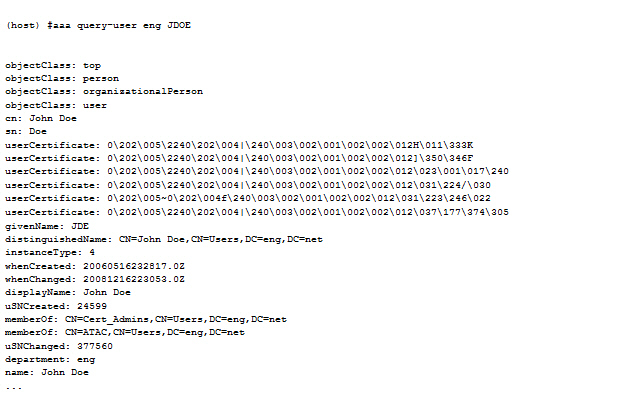 (host) #aaa query-user eng JDOE
objectClass: top
objectClass: person
objectClass: organizationalPerson
objectClass: user
cn: John Doe
sn: Doe
userCertificate: 0\202\005\2240\202\004|\240\003\002\001\002\002\012H\011\333K
userCertificate: 0\202\005\2240\202\004|\240\003\002\001\002\002\012]\350\346F
userCertificate: 0\202\005\2240\202\004|\240\003\002\001\002\002\012\023\001\017\240
userCertificate: 0\202\005\2240\202\004|\240\003\002\001\002\002\012\031\224/\030
userCertificate: 0\202\005~0\202\004f\240\003\002\001\002\002\012\031\223\246\022
userCertificate: 0\202\005\2240\202\004|\240\003\002\001\002\002\012\037\177\374\305
givenName: JDE
distinguishedName: CN=John Doe,CN=Users,DC=eng,DC=net
instanceType: 4
whenCreated: 20060516232817.0Z
whenChanged: 20081216223053.0Z
displayName: John Doe
uSNCreated: 24599
memberOf: CN=Cert_Admins,CN=Users,DC=eng,DC=net
memberOf: CN=ATAC,CN=Users,DC=eng,DC=net
uSNChanged: 377560
department: eng
name: John Doe
...